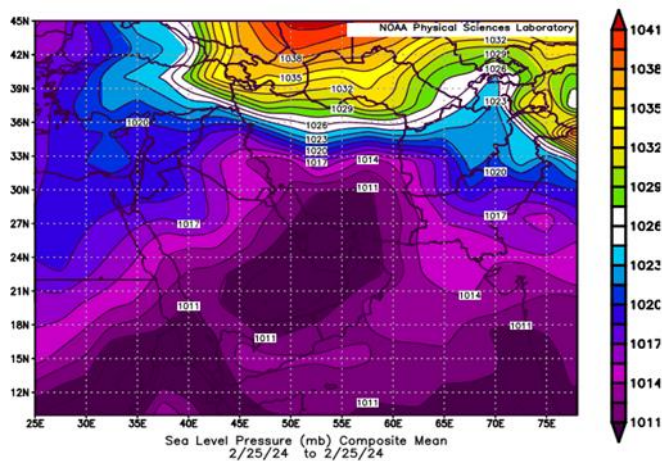 NOAA Physical Sciences Laboratory
45N
42N
39N
36N
33N
30N
27N
24N
21N
18N
15N
12N
1038
1035
1032
1029
1026
1023
1020
1017
1014
1011
1032
1029
1026
1023
1020
1017
1014
1011
1020
1017
1011
1011
1011
25E 30E 35E 40E 45E 50E 55E 60E 65E 70E 75E
Sea Level Pressure (mb) Composite Mean
2/25/24 to 2/25/24
1041
1038
1035
1032
1029
1026
1023
1020
1017
1014
1011